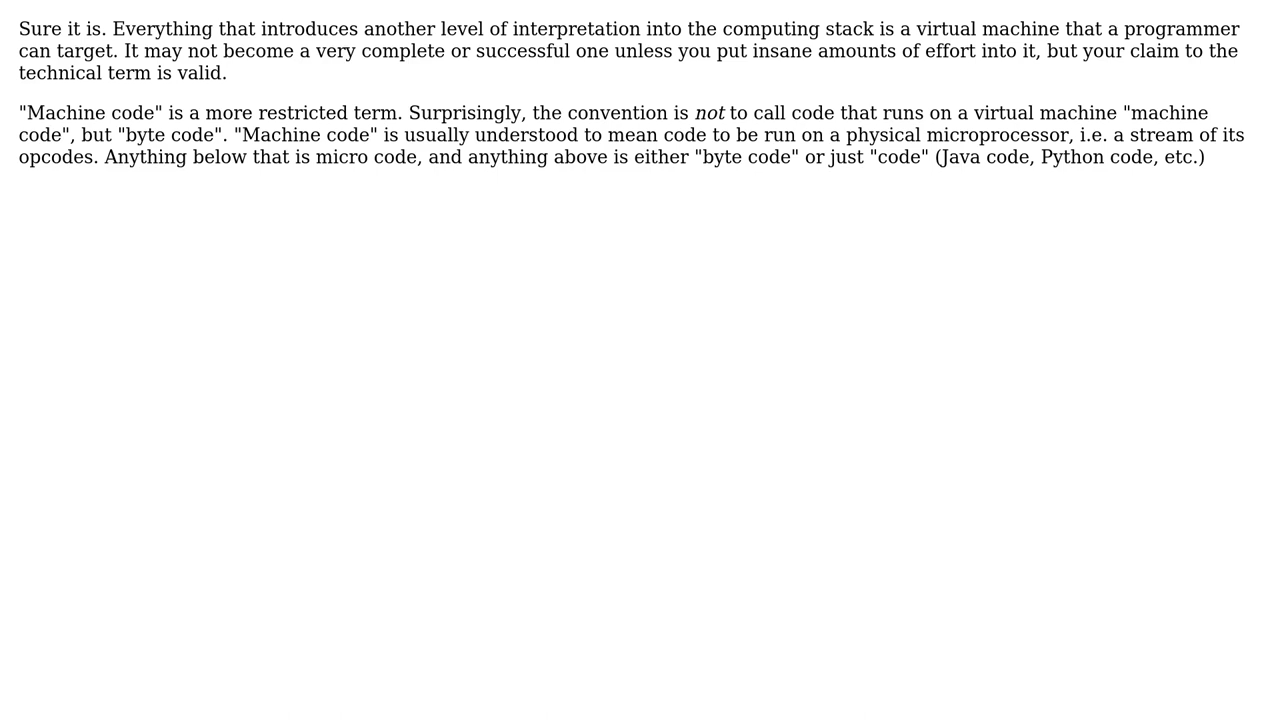 Sure it is. Everything that introduces another level of interpretation into the computing stack is a virtual machine that a programmer
can target. It may not become a very complete or successful one unless you put insane amounts of effort into it, but your claim to the
technical term is valid.
"Machine code" is a more restricted term. Surprisingly, the convention is not to call code that runs on a virtual machine "machine
code", but "byte code". "Machine code" is usually understood to mean code to be run on a physical microprocessor, i.e. a stream of its
opcodes. Anything below that is micro code, and anything above is either "byte code" or just "code" (Java code, Python code, etc.)